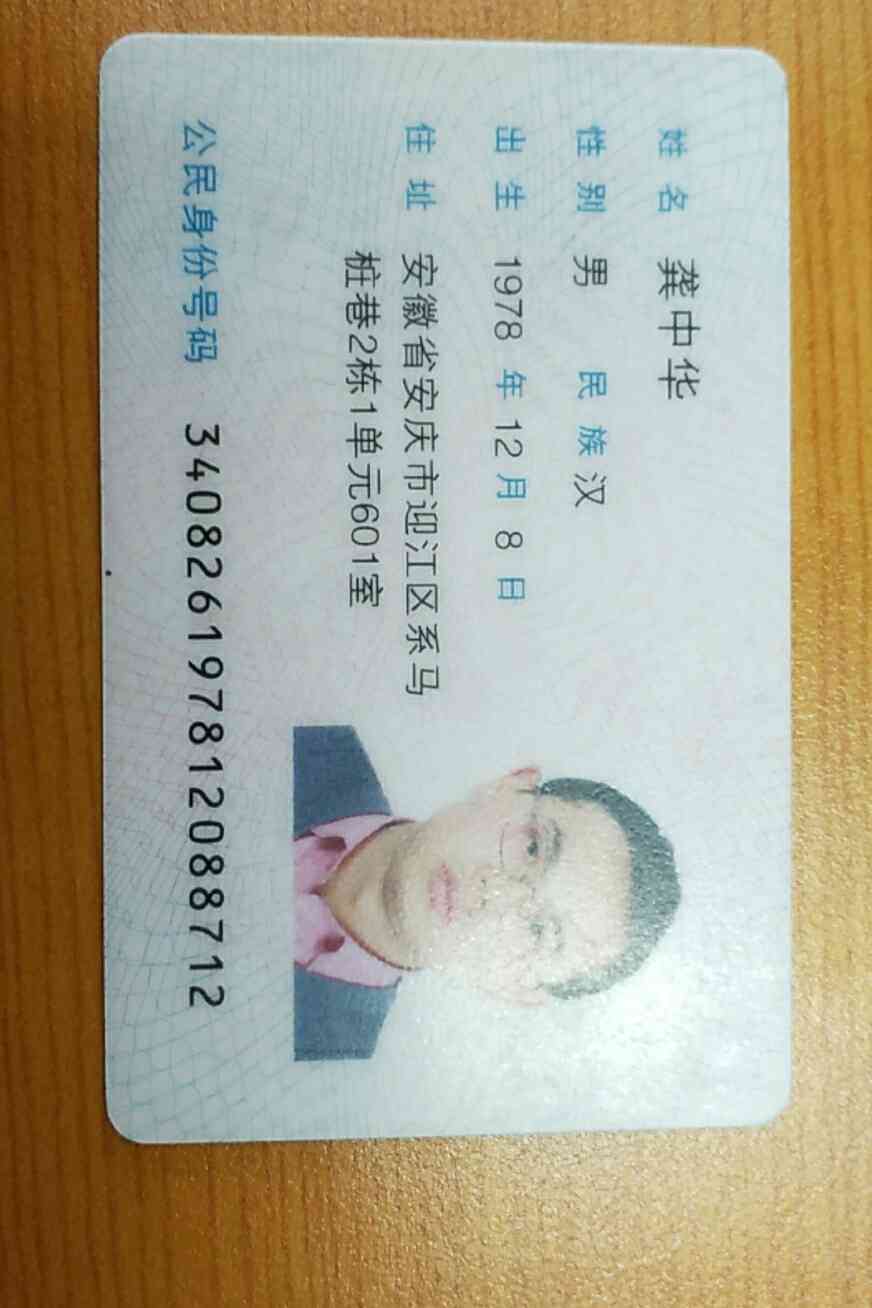 姓名 龚中华
性别 男 民族 汉
出生 1978 年 12 月 8 日
住址 安徽省安庆市迎江区系马
桩巷2栋1单元601室
公民身份号码 340826197812088712